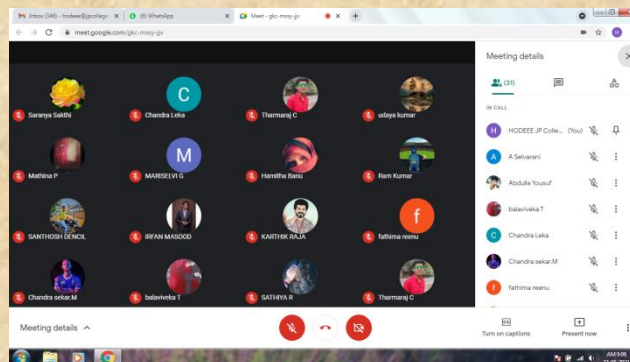 Inbox (346) - hodeee@jpcolleg
(6) WhatsApp
Meet - gkc-mxsy-jjv
meet.google.com/gkc-mxsy-jjv
Meeting details
(31)
IN CALL
HODEEE JP Colle... (You)
A Selvarani
Abdulla Yousuf
balaviveka T
Chandra Leka
Chandra sekar.M
fathima reenu
Saranya Sakthi
Chandra Leka
Tharmaraj C
udaya kumar
Mathina P
MARISELVI G
Hamitha Banu
Ram Kumar
SANTHOSH DENCIL
IRFAN MASOOD
KARTHIK RAJA
fathima reenu
Chandra sekar.M
balaviveka T
SATHIYA R
Tharmaraj C
C
M
f
H
A
C
f
Meeting details
Turn on captions
Present now